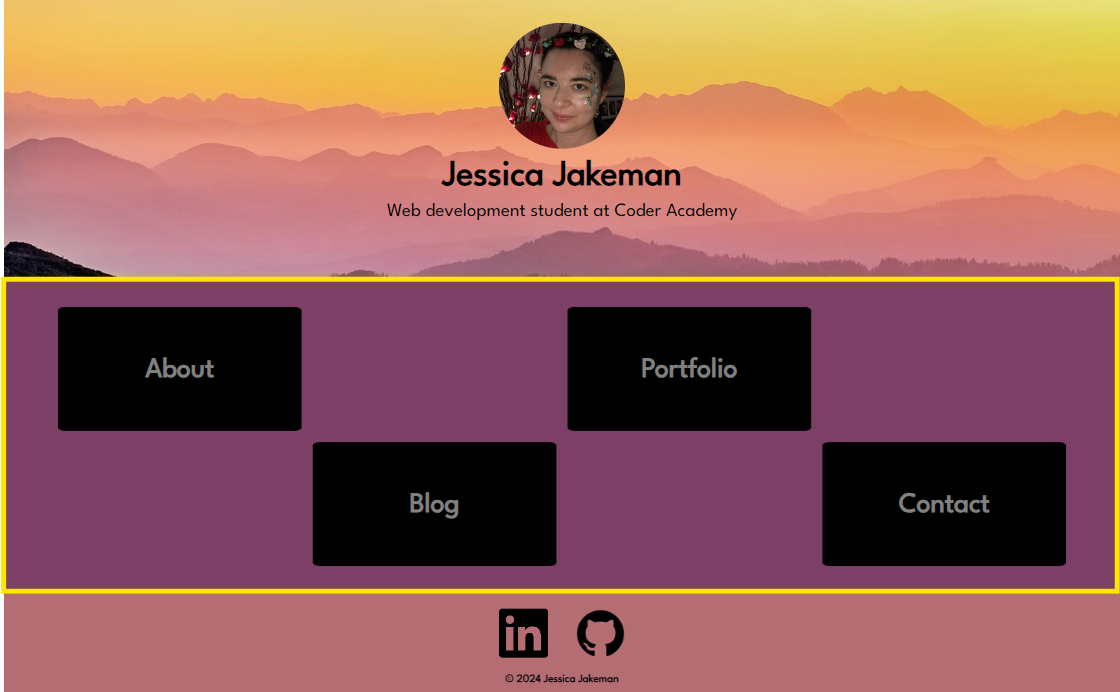 Jessica Jakeman
Web development student at Coder Academy
About
Portfolio
Blog
Contact
in
© 2024 Jessica Jakeman